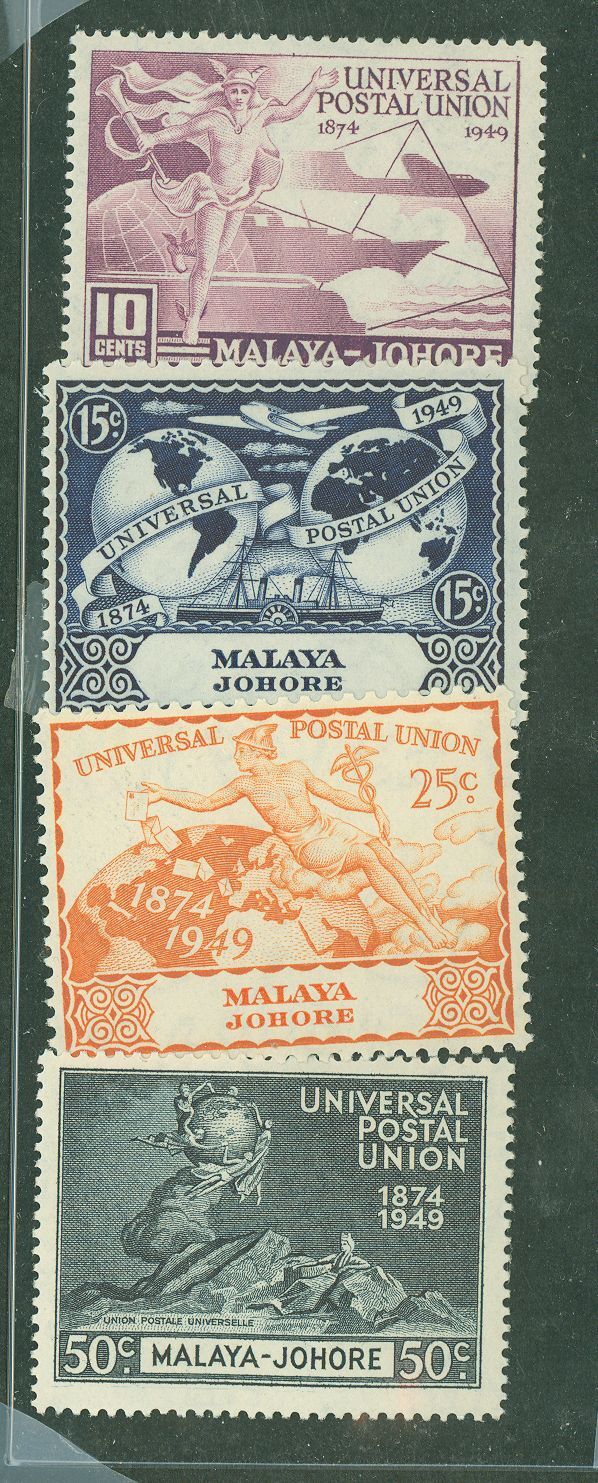 UNIVERSAL
POSTAL UNION
1874 1949
10
CENTS
MALAYA-JOHORE
15c.
1949
UNIVERSAL POSTAL UNION
1874
15c.
MALAYA
JOHORE
UNIVERSAL POSTAL UNION
25c.
1874
1949
MALAYA
JOHORE
UNIVERSAL
POSTAL
UNION
1874
1949
UNION POSTALE UNIVERSELLE
50c. MALAYA-JOHORE 50c.